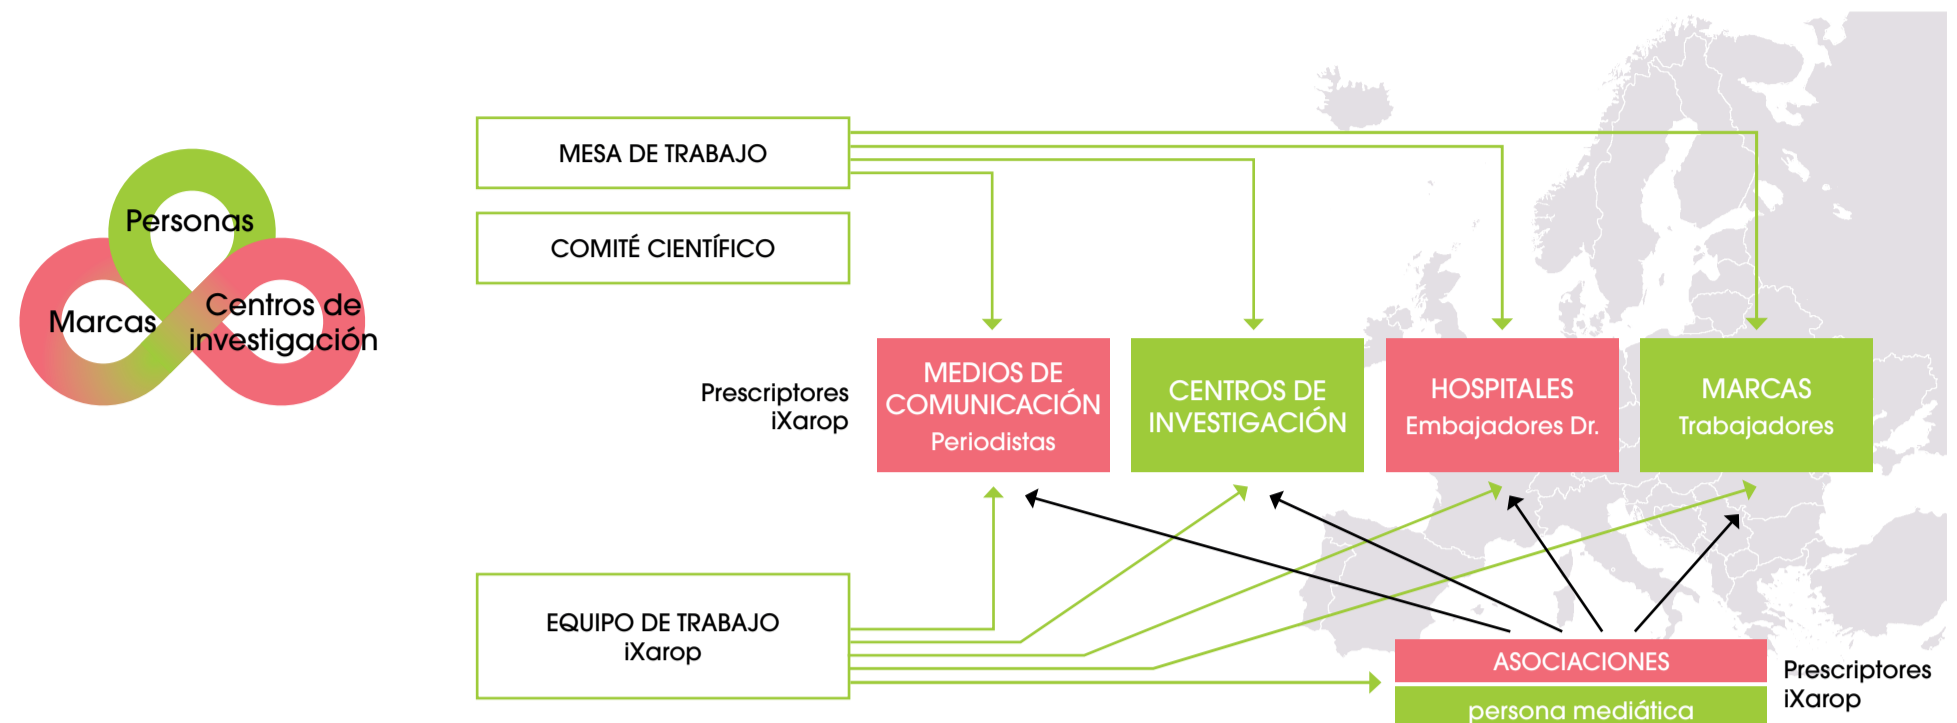 Personas
Marcas
Centros de
investigación
MESA DE TRABAJO
COMITÉ CIENTÍFICO
Prescriptores
iXarop
MEDIOS DE
COMUNICACIÓN
Periodistas
CENTROS DE
INVESTIGACIÓN
HOSPITALES
Embajadores Dr.
MARCAS
Trabajadores
EQUIPO DE TRABAJO
iXarop
ASOCIACIONES
persona mediática
Prescriptores
iXarop